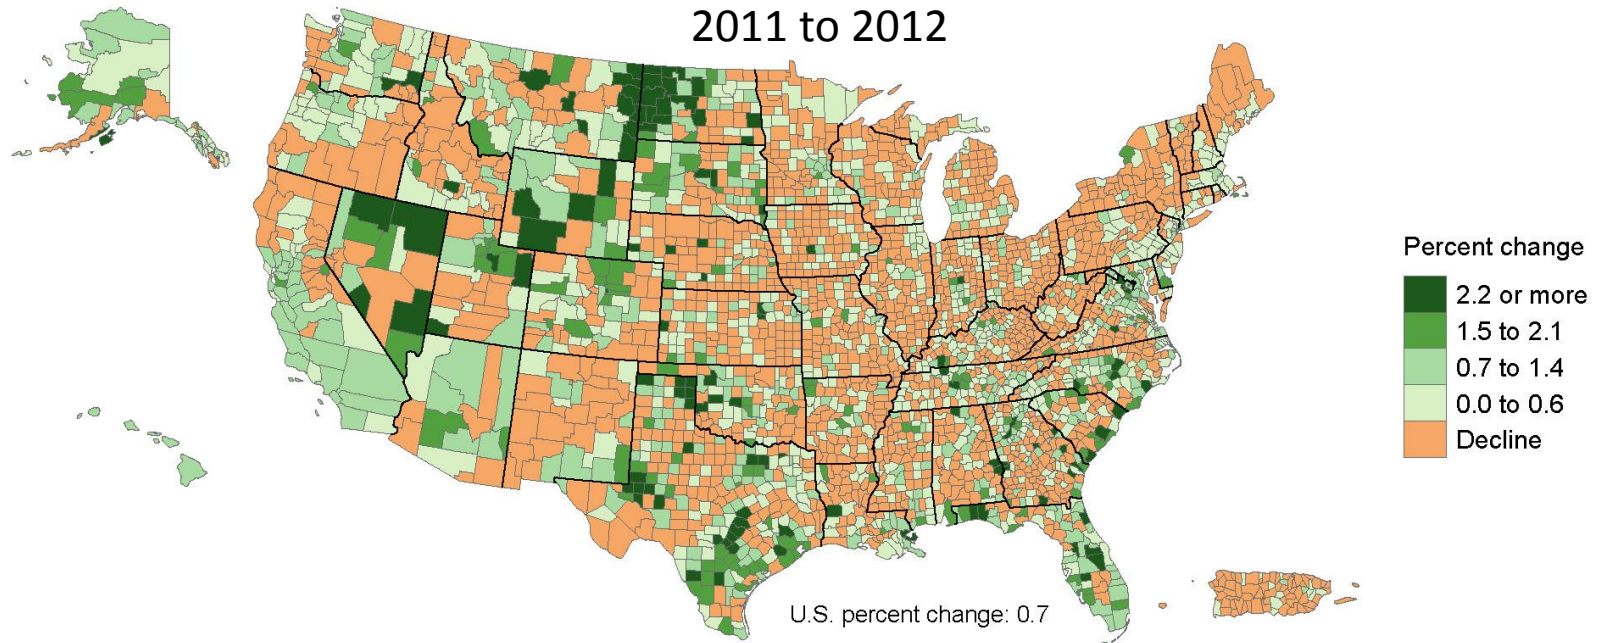 2011 to 2012
Percent change
2.2 or more
1.5 to 2.1
0.7 to 1.4
0.0 to 0.6
Decline
U.S. percent change: 0.7